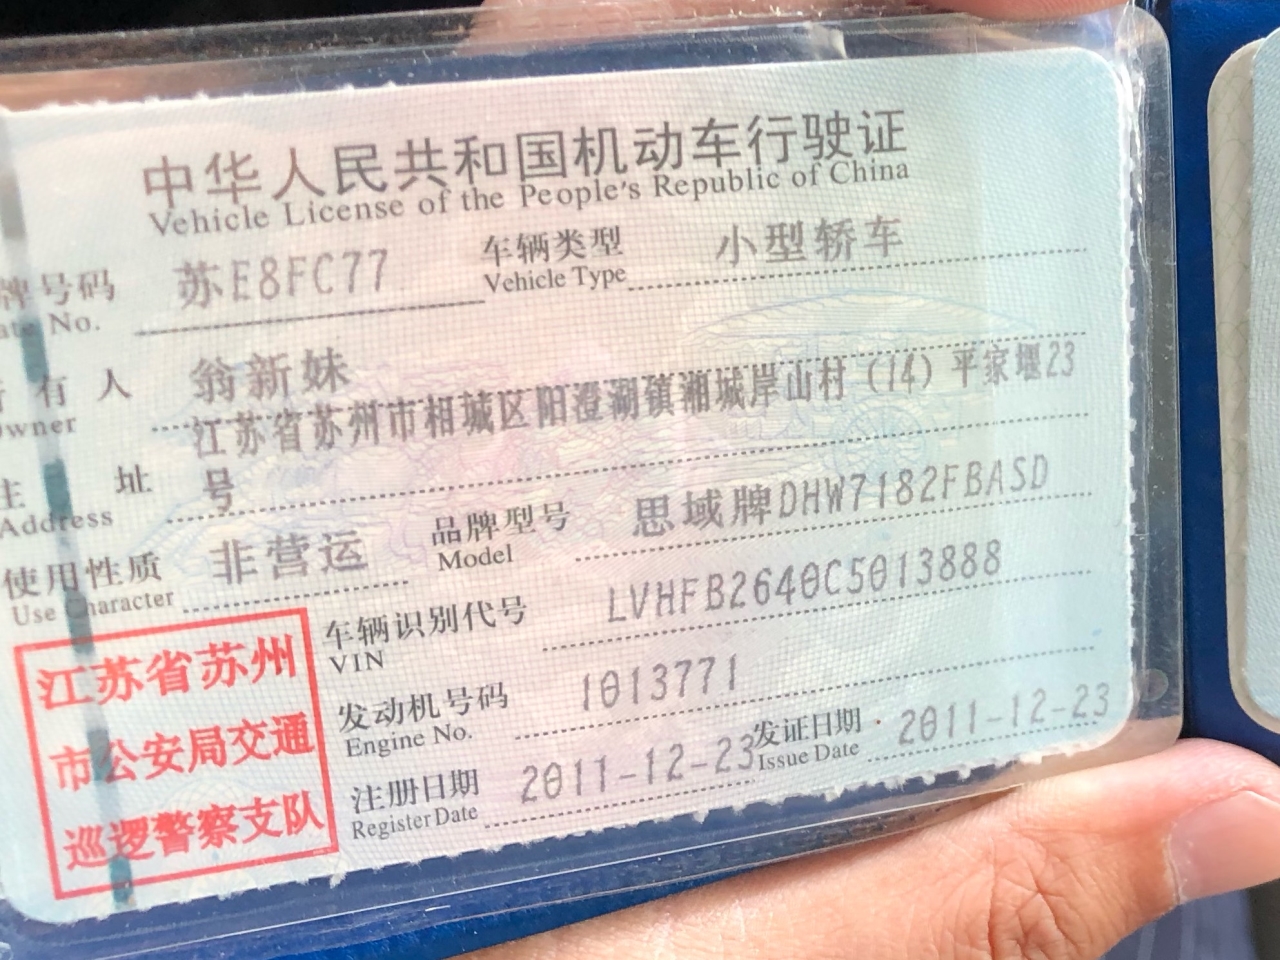 中华人民共和国机动车行驶证
Vehicle License of the People's Republic of China
牌号码 苏E8FC77 车辆类型 小型轿车
ate No. Vehicle Type
有人 翁新妹
wner
主址 江苏省苏州市相城区阳澄湖镇湘城岸山村(14)平家堰23
Address 号
使用性质 非营运 品牌型号 思域牌DHW7182FBASD
Use Character Model
车辆识别代号 LVHFB2640C5013888
VIN
发动机号码 1013771
Engine No.
注册日期 2011-12-23 发证日期 2011-12-23
Register Date Issue Date
江苏省苏州
市公安局交通
巡逻警察支队